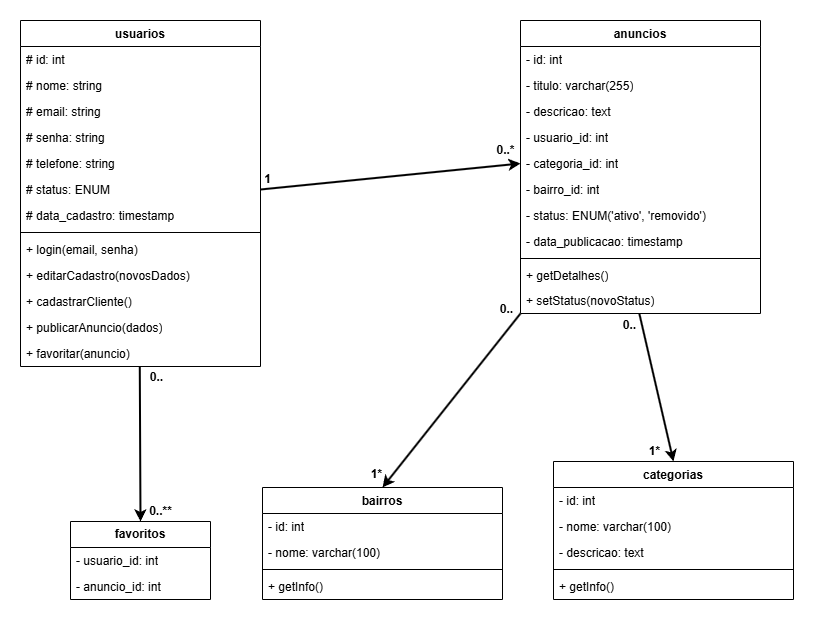 usuarios
# id: int
# nome: string
# email: string
# senha: string
# telefone: string
# status: ENUM
# data_cadastro: timestamp
+ login(email, senha)
+ editarCadastro(novosDados)
+ cadastrarCliente()
+ publicarAnuncio(dados)
+ favoritar(anuncio)
1
0..*
anuncios
- id: int
- titulo: varchar(255)
- descricao: text
- usuario_id: int
- categoria_id: int
- bairro_id: int
- status: ENUM('ativo', 'removido')
- data_publicacao: timestamp
+ getDetalhes()
+ setStatus(novoStatus)
0..
0..
0..
1*
1*
0..**
favoritos
- usuario_id: int
- anuncio_id: int
bairros
- id: int
- nome: varchar(100)
+ getInfo()
categorias
- id: int
- nome: varchar(100)
- descricao: text
+ getInfo()